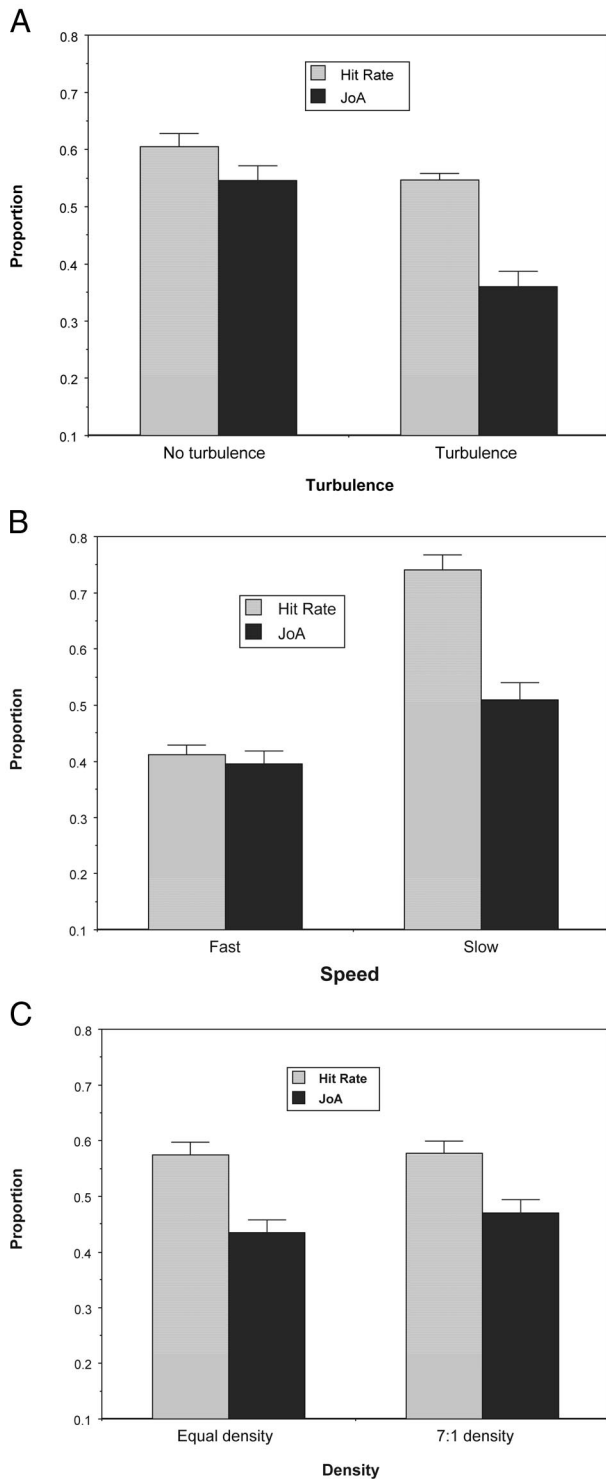 A
0.8
0.7
0.6
0.5
0.4
0.3
0.2
0.1
Proportion
Hit Rate
JoA
No turbulence
Turbulence
Turbulence
B
0.8
0.7
0.6
0.5
0.4
0.3
0.2
0.1
Proportion
Hit Rate
JoA
Fast
Slow
Speed
C
0.8
0.7
0.6
0.5
0.4
0.3
0.2
0.1
Proportion
Hit Rate
JoA
Equal density
7:1 density
Density